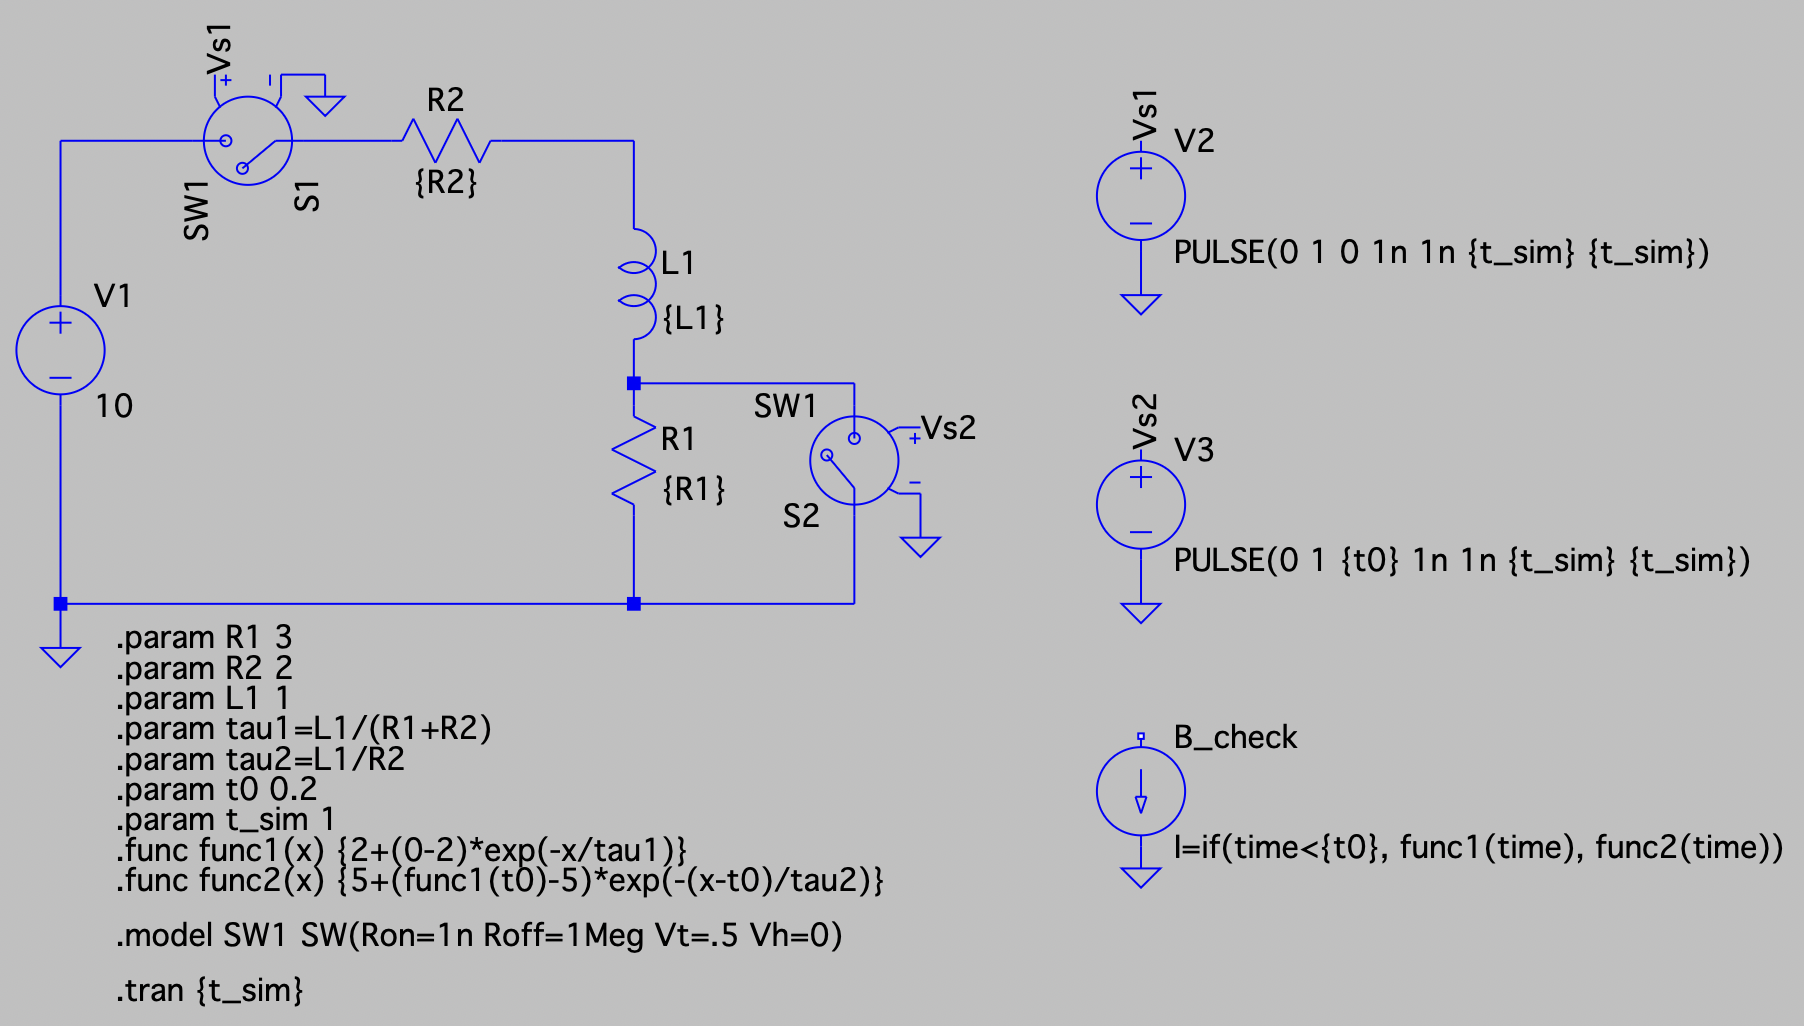 Vs1
+
-
R2
{R2}
SW1
S1
L1
{L1}
V1
+
-
10
SW1
Vs2
+
-
R1
{R1}
S2
Vs1
V2
+
-
PULSE(0 1 0 1n 1n {t_sim} {t_sim})
Vs2
V3
+
-
PULSE(0 1 {t0} 1n 1n {t_sim} {t_sim})
B_check
I=if(time<{t0}, func1(time), func2(time))
.param R1 3
.param R2 2
.param L1 1
.param tau1=L1/(R1+R2)
.param tau2=L1/R2
.param t0 0.2
.param t_sim 1
.func func1(x) {2+(0-2)*exp(-x/tau1)}
.func func2(x) {5+(func1(t0)-5)*exp(-(x-t0)/tau2)}
.model SW1 SW(Ron=1n Roff=1Meg Vt=.5 Vh=0)
.tran {t_sim}